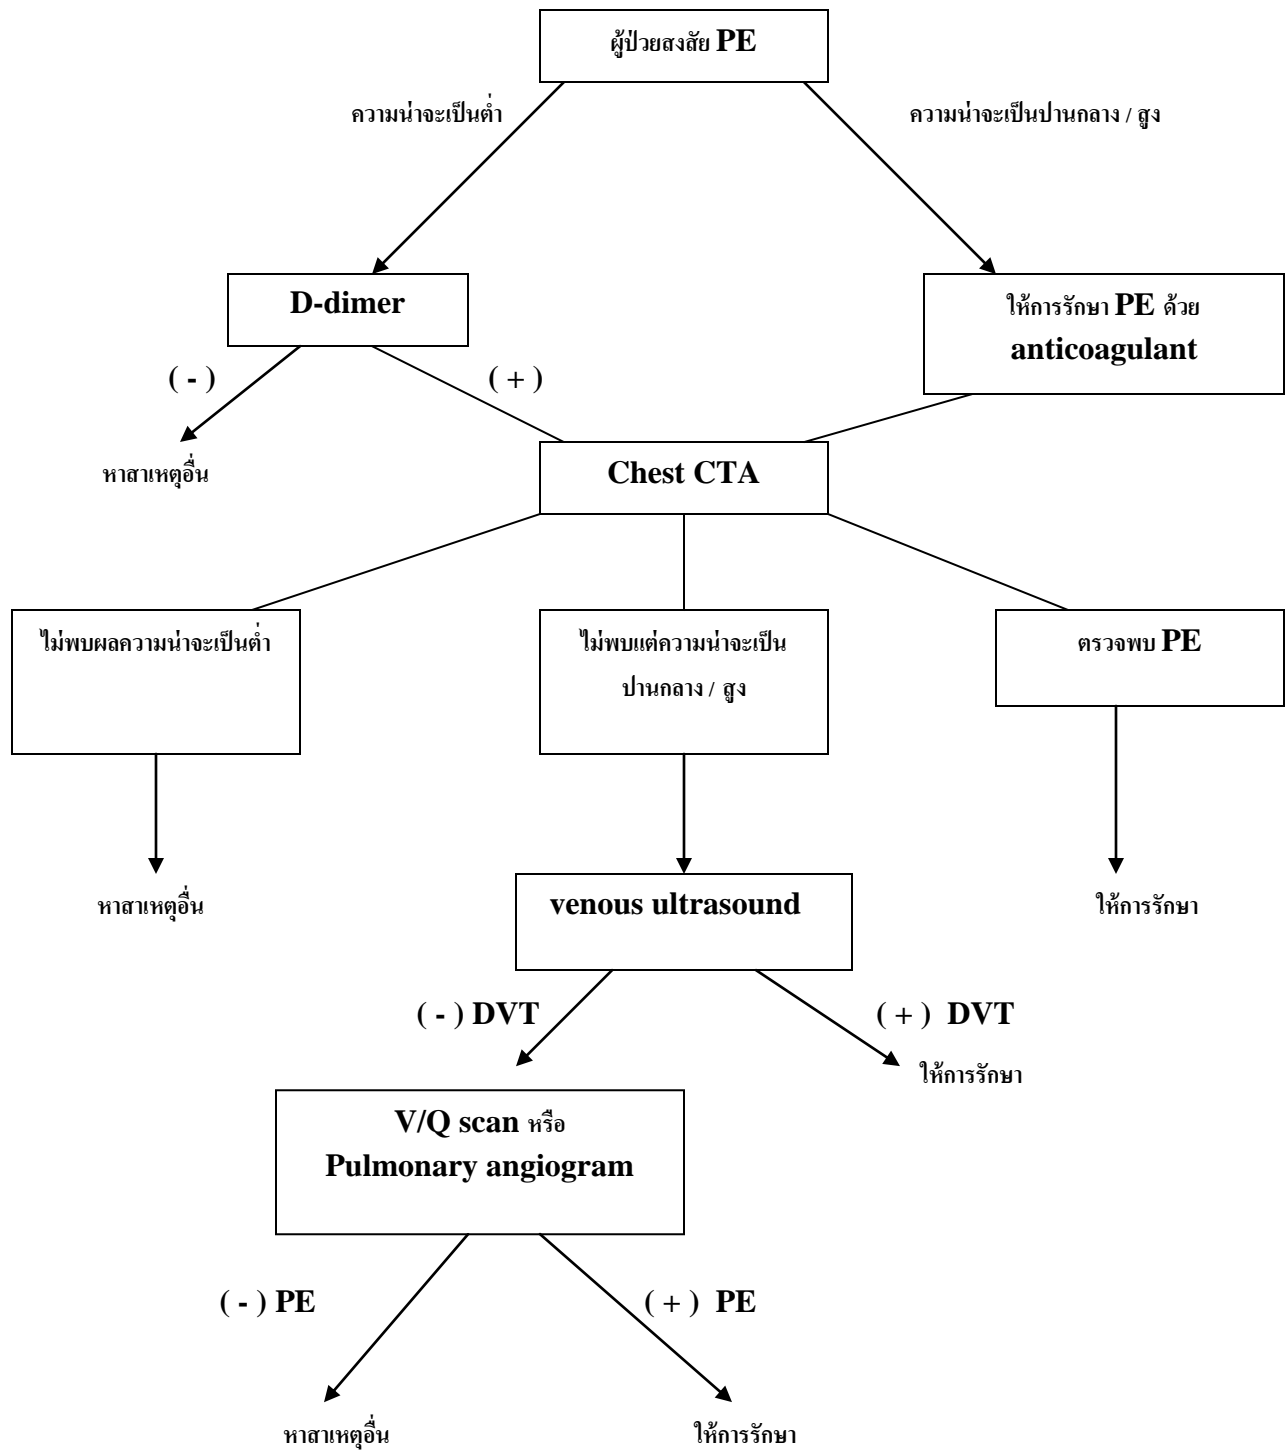 ผู้ป่วยสงสัย PE
ความน่าจะเป็นต่ำ
ความน่าจะเป็นปานกลาง / สูง
D-dimer
ให้การรักษา PE ด้วย
anticoagulant
( - )
( + )
หาสาเหตุอื่น
Chest CTA
ไม่พบผลความน่าจะเป็นต่ำ
ไม่พบแต่ความน่าจะเป็น
ปานกลาง / สูง
ตรวจพบ PE
หาสาเหตุอื่น
venous ultrasound
ให้การรักษา
( - ) DVT
( + ) DVT
ให้การรักษา
V/Q scan หรือ
Pulmonary angiogram
( - ) PE
( + ) PE
หาสาเหตุอื่น
ให้การรักษา